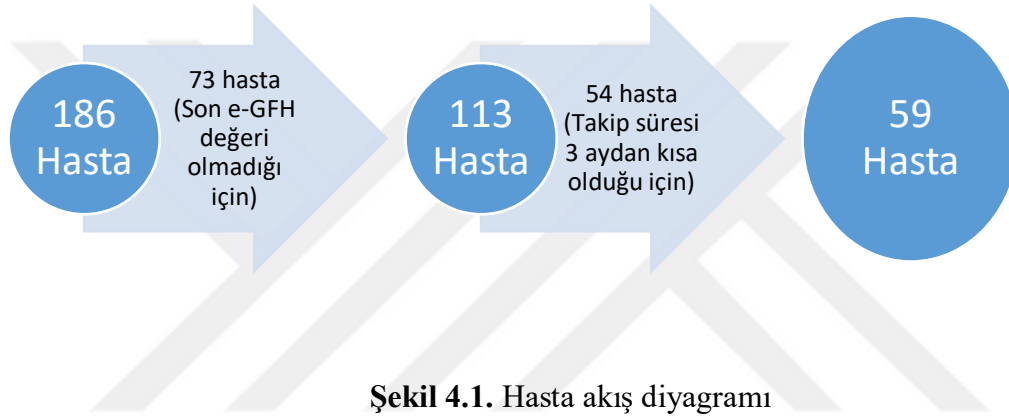 186
Hasta
73 hasta
(Son e-GFH
değeri
olmadığı
için)
113
Hasta
54 hasta
(Takip süresi
3 aydan kısa
olduğu için)
59
Hasta
Şekil 4.1. Hasta akış diyagramı